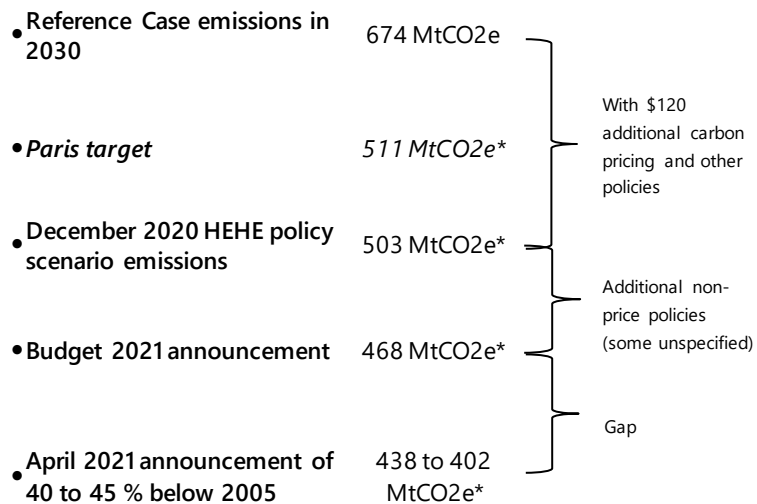 • Reference Case emissions in
2030
674 MtCO2e
• Paris target
511 MtCO2e*
• December 2020 HEHE policy
scenario emissions
503 MtCO2e*
• Budget 2021 announcement
468 MtCO2e*
• April 2021 announcement of
40 to 45 % below 2005
438 to 402
MtCO2e*
With $120
additional carbon
pricing and other
policies
Additional non-
price policies
(some unspecified)
Gap